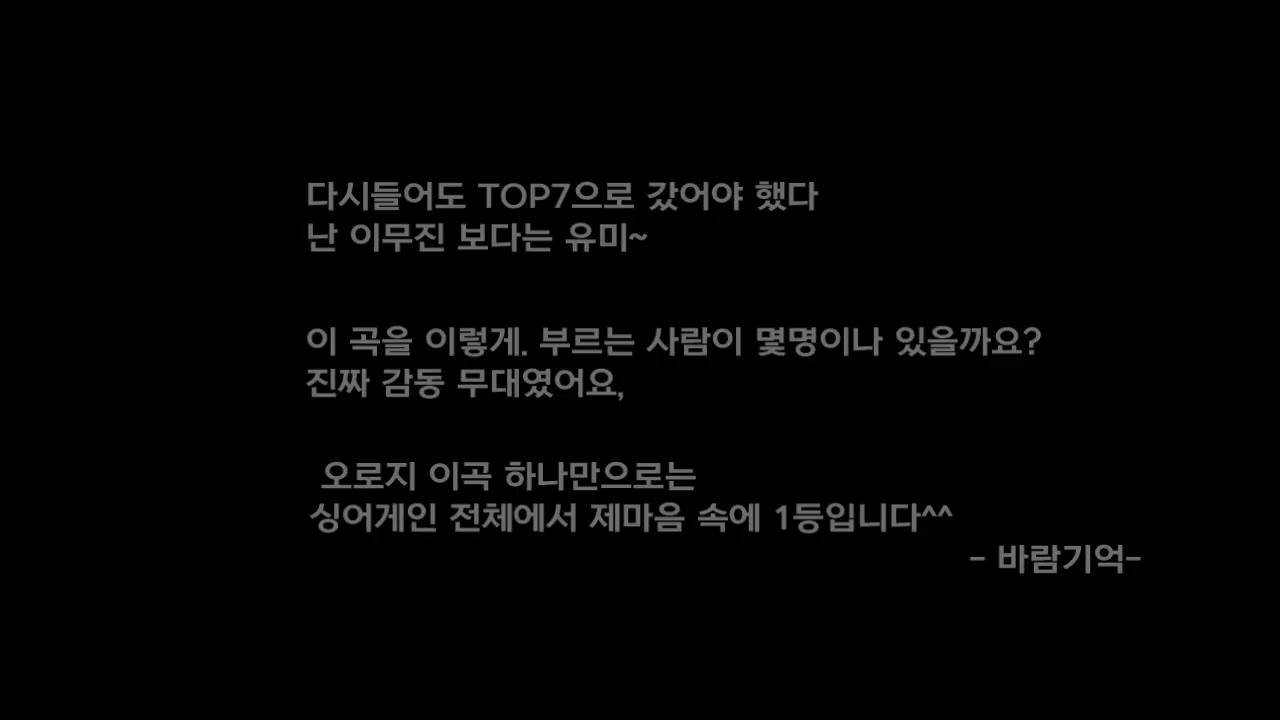 다시들어도 TOP7으로 갔어야 했다
난 이무진 보다는 유미~
이 곡을 이렇게. 부르는 사람이 몇명이나 있을까요?
진짜 감동 무대였어요,
오로지 이곡 하나만으로는
싱어게인 전체에서 제마음 속에 1등입니다^^
- 바람기억-